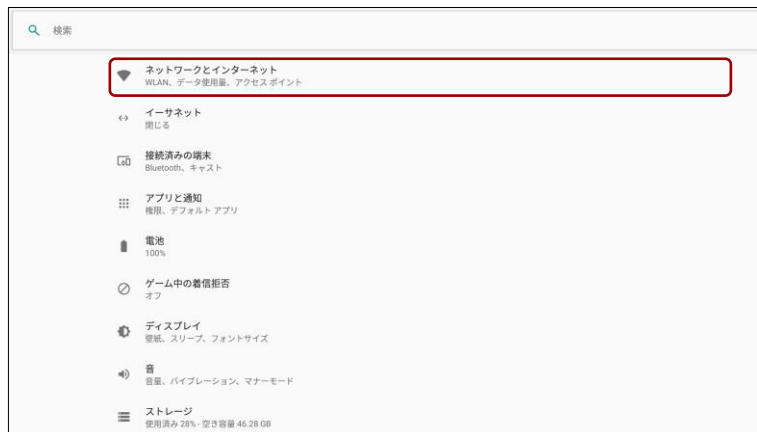 検索
ネットワークとインターネット
WLAN、データ使用量、アクセス ポイント
イーサネット
閉じる
接続済みの端末
Bluetooth、キャスト
アプリと通知
権限、デフォルト アプリ
電池
100%
ゲーム中の着信拒否
オフ
ディスプレイ
壁紙、スリープ、フォントサイズ
音
音量、バイブレーション、マナーモード
ストレージ
使用済み 28% - 空き容量 46.28 GB